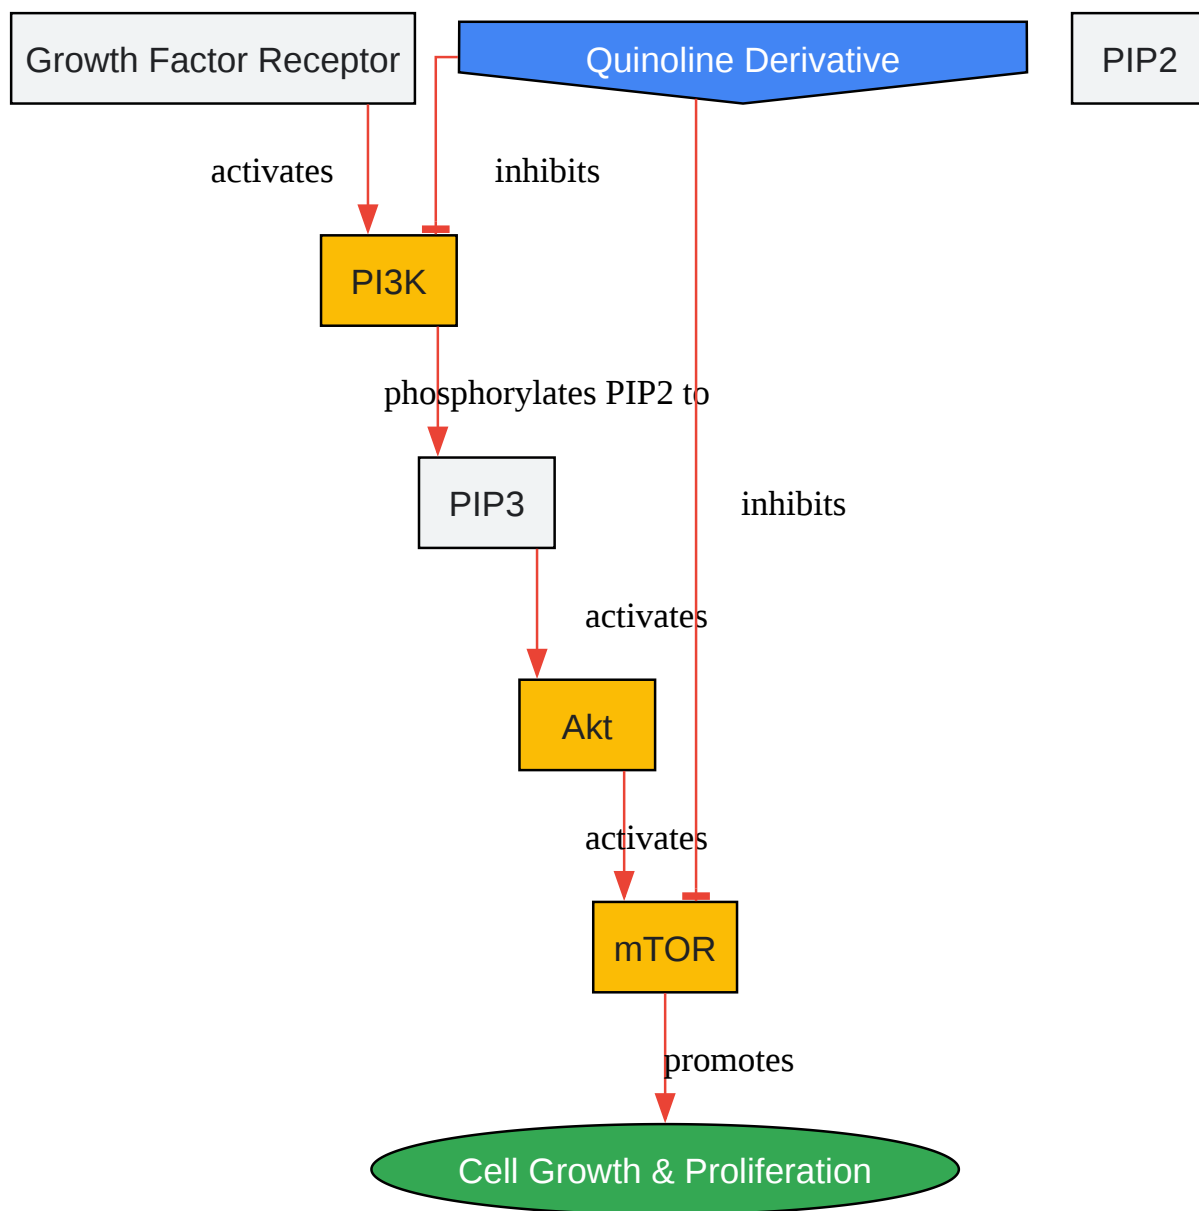 Growth Factor Receptor
Quinoline Derivative
PIP2
activates
inhibits
PI3K
phosphorylates PIP2 to
PIP3
inhibits
activates
Akt
activates
mTOR
promotes
Cell Growth & Proliferation